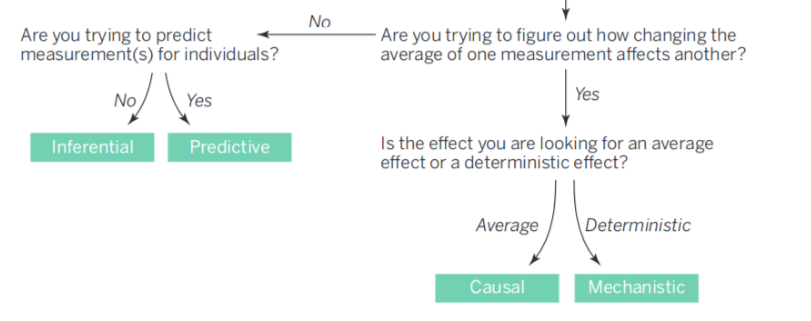 No
Are you trying to predict
measurement(s) for individuals?
Are you trying to figure out how changing the
average of one measurement affects another?
No
Yes
Yes
Inferential
Predictive
Is the effect you are looking for an average
effect or a deterministic effect?
Average
Deterministic
Causal
Mechanistic